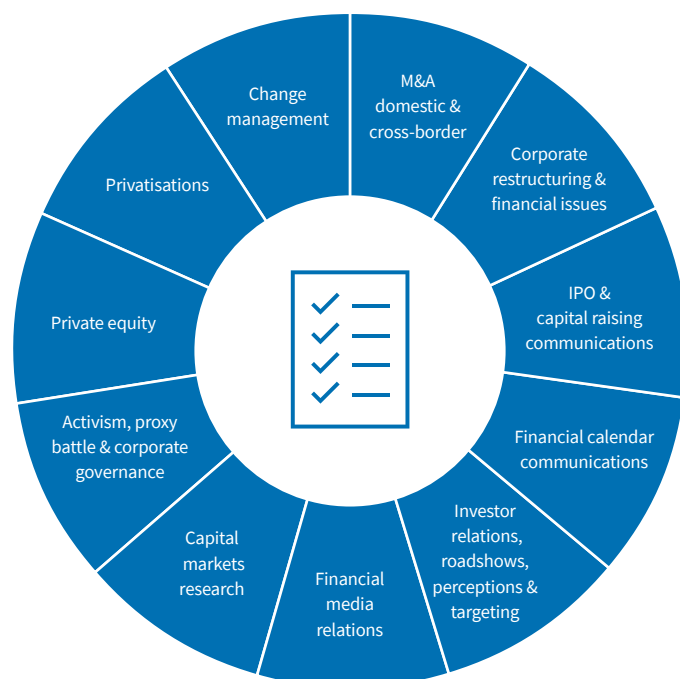 M&A
domestic &
cross-border
Corporate
restructuring &
financial issues
IPO &
capital raising
communications
Financial calendar
communications
Investor
relations,
roadshows,
perceptions &
targeting
Financial
media
relations
Capital
markets
research
Activism, proxy
battle & corporate
governance
Private equity
Privatisations
Change
management